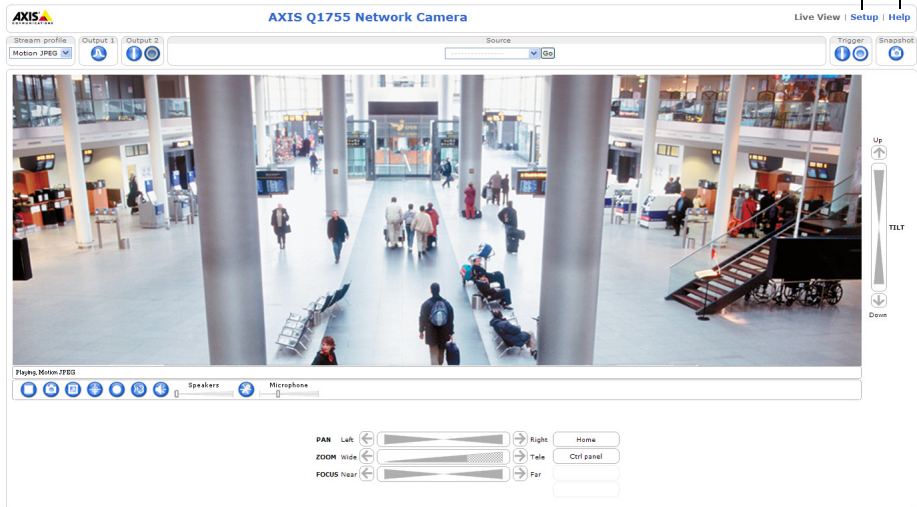 AXIS
COMMUNICATIONS
AXIS Q1755 Network Camera
Live View | Setup | Help
Stream profile
Output 1
Output 2
Source
Trigger
Snapshot
Motion JPEG
Go
Up
TILT
Down
Playing, Motion JPEG
Speakers
Microphone
PAN Left
Right
Home
ZOOM Wide
Tele
Ctrl panel
FOCUS Near
Far